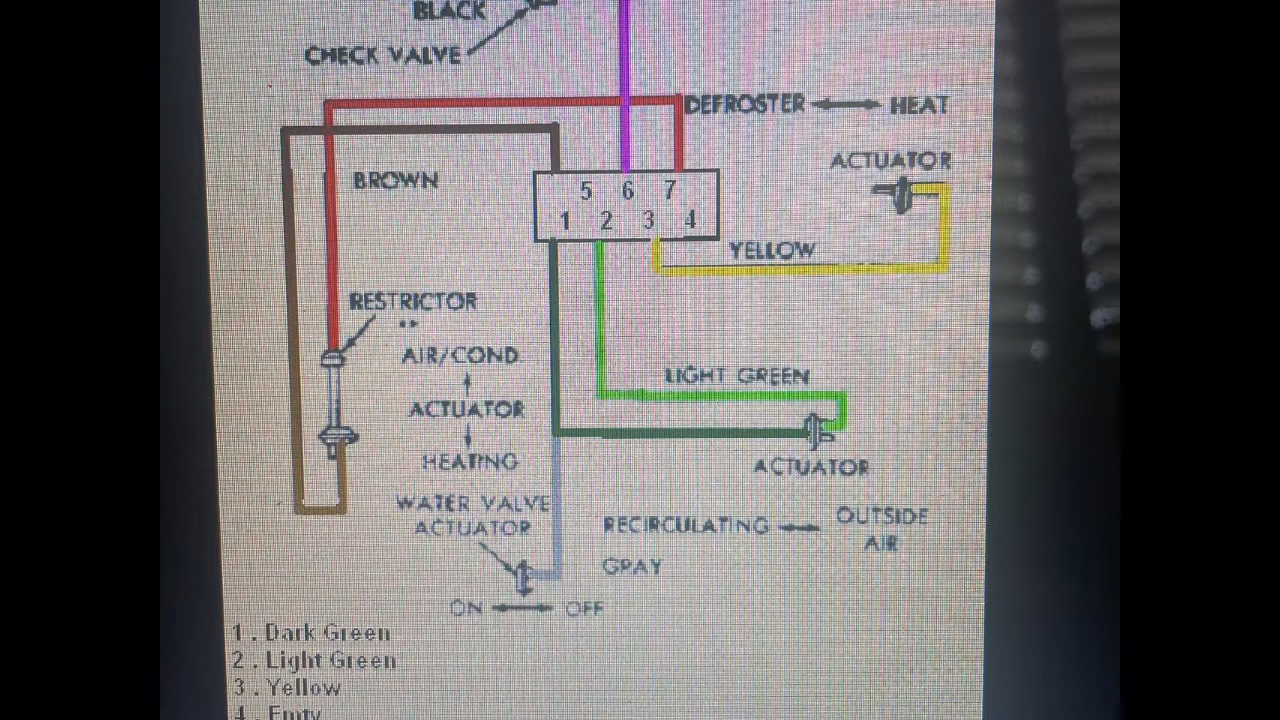 BLACK
CHECK VALVE
DEFROSTER HEAT
ACTUATOR
BROWN
5 6 7
1 2 3 4
YELLOW
RESTRICTOR
AIR/COND.
LIGHT GREEN
ACTUATOR
HEATING
ACTUATOR
WATER VALVE
ACTUATOR
RECIRCULATING OUTSIDE
AIR
GRAY
ON OFF
1 . Dark Green
2 . Light Green
3 . Yellow
4 . Emty